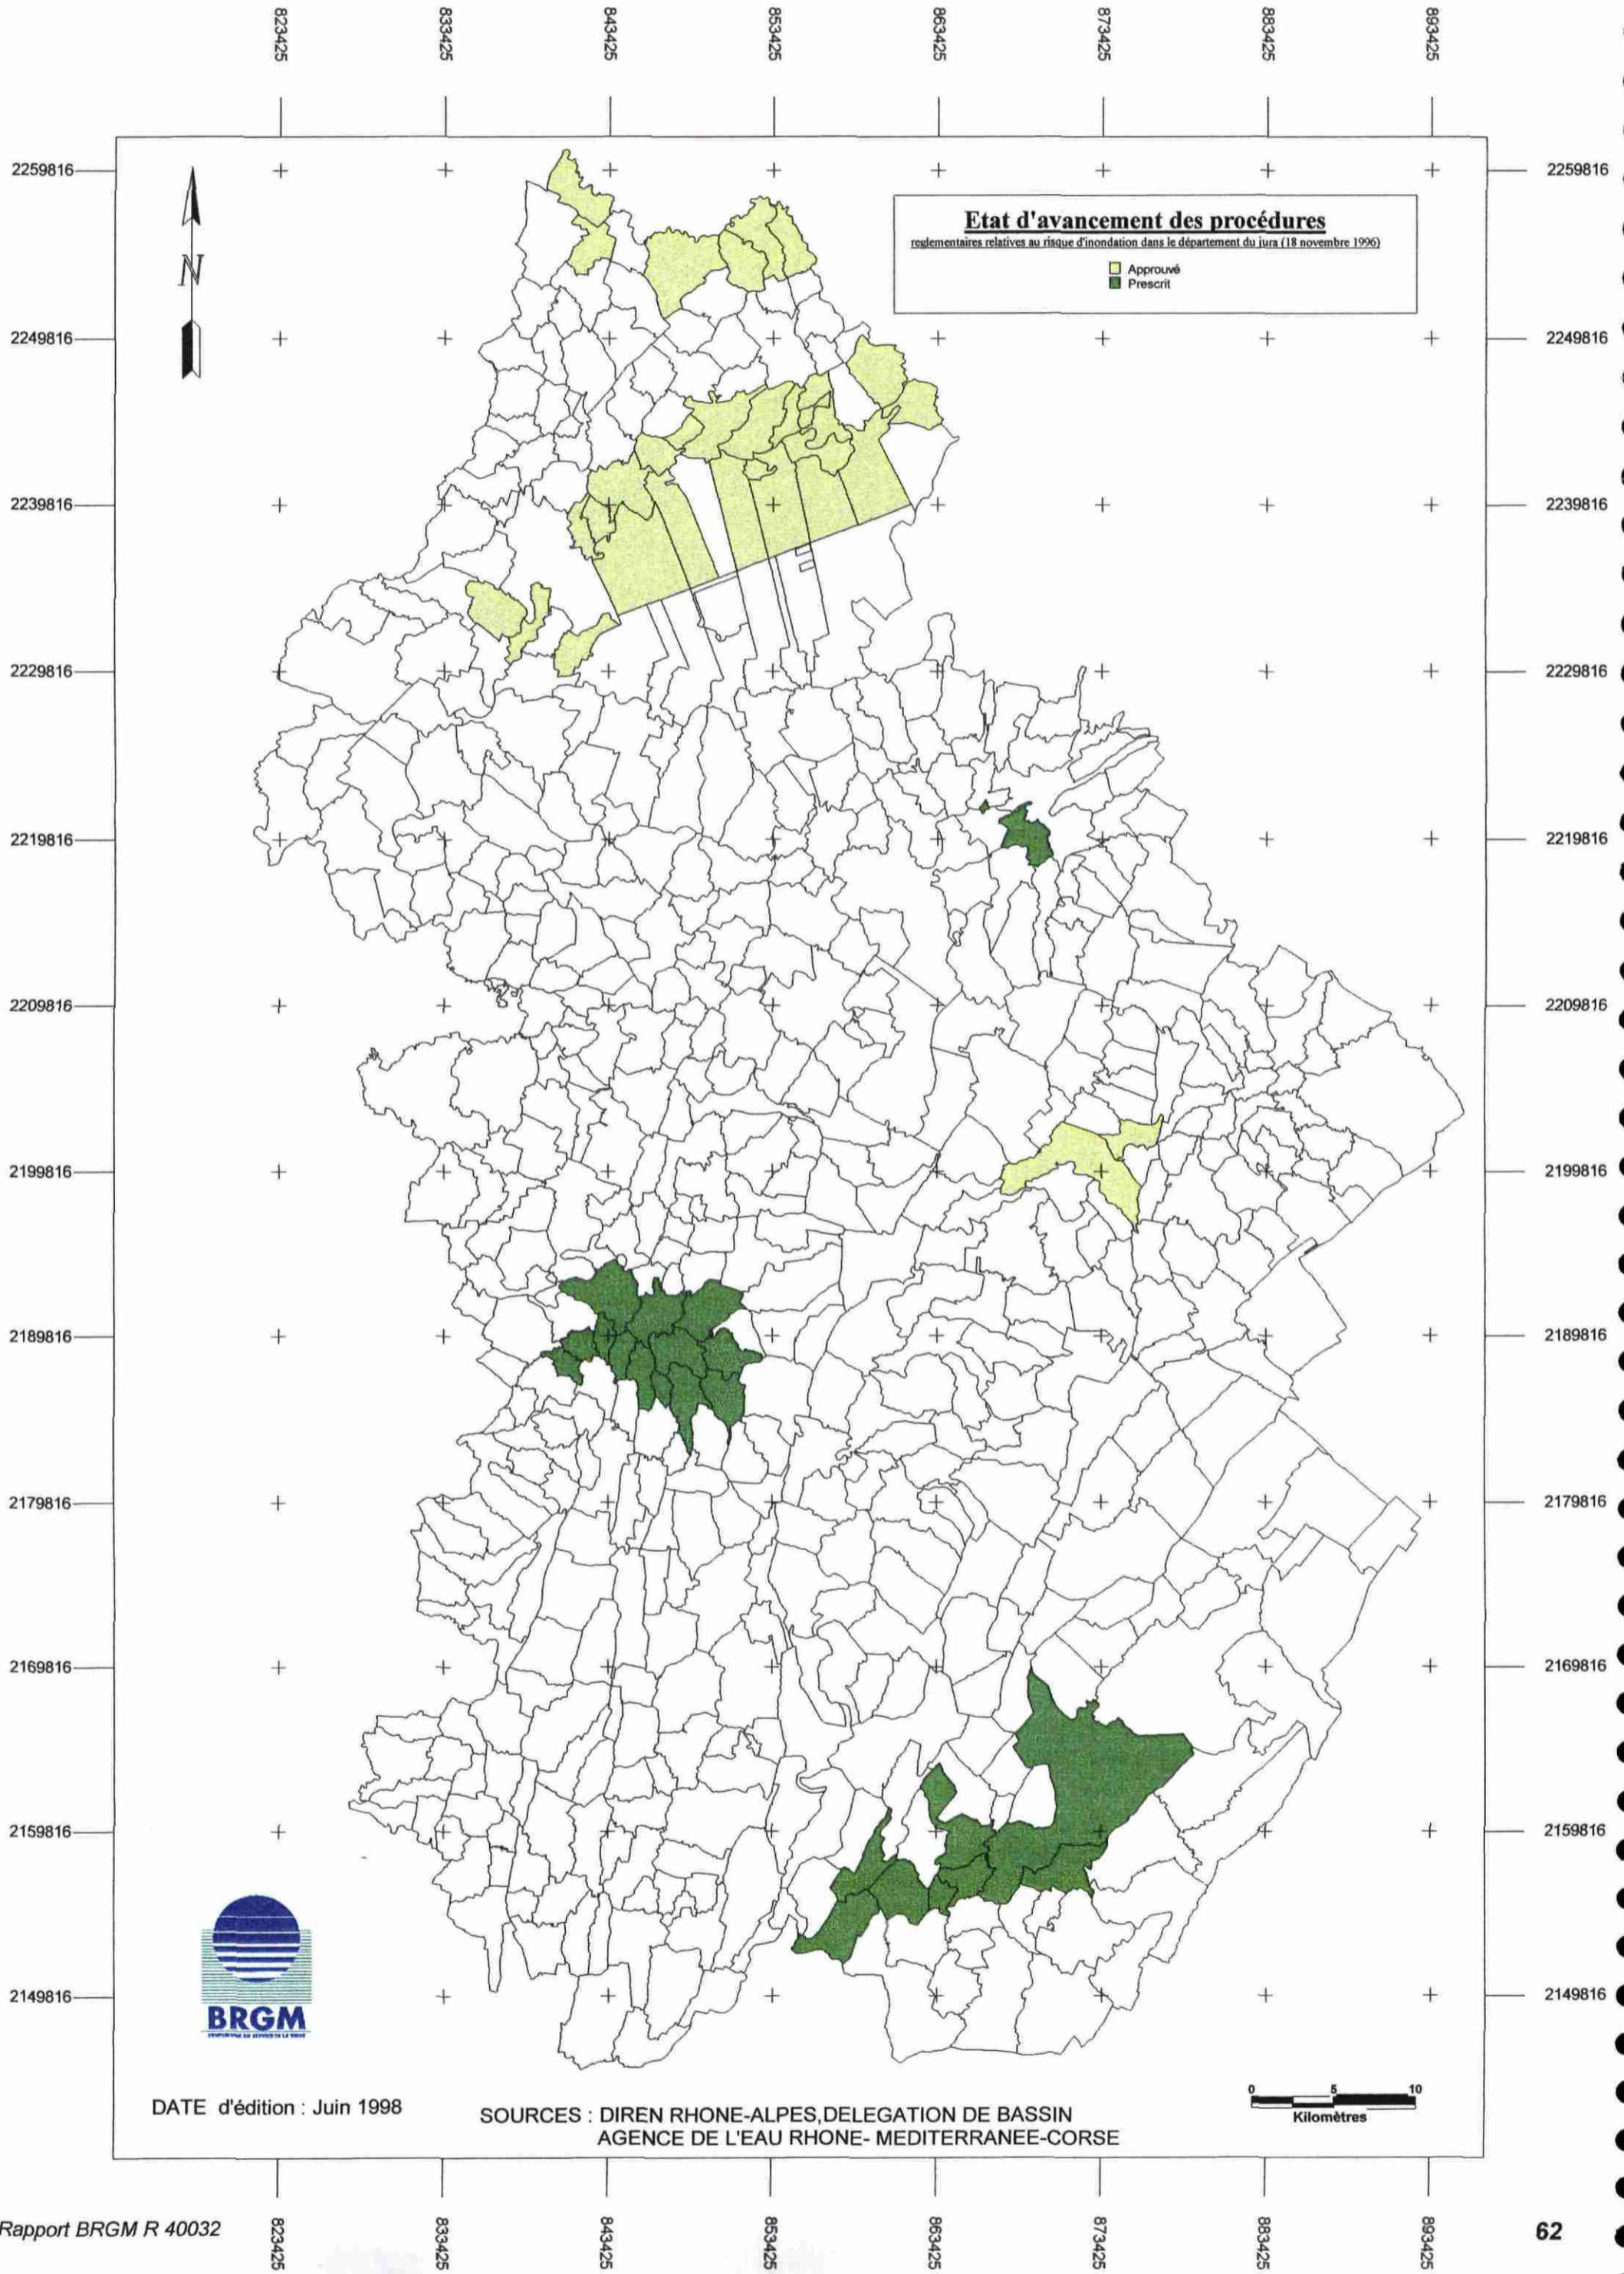 823425 833425 843425 853425 863425 873425 883425 893425
2259816 2259816
Etat d'avancement des procédures
reglementaires relatives au risque d'inondation dans le département du jura (18 novembre 1996)
Approuvé
Prescrit
N
2249816 2249816
2239816 2239816
2229816 2229816
2219816 2219816
2209816 2209816
2199816 2199816
2189816 2189816
2179816 2179816
2169816 2169816
2159816 2159816
2149816 2149816
BRGM
0 5 10
Kilomètres
DATE d'édition : Juin 1998
SOURCES : DIREN RHONE-ALPES,DELEGATION DE BASSIN
AGENCE DE L'EAU RHONE- MEDITERRANEE-CORSE
823425 833425 843425 853425 863425 873425 883425 893425
Rapport BRGM R 40032
62